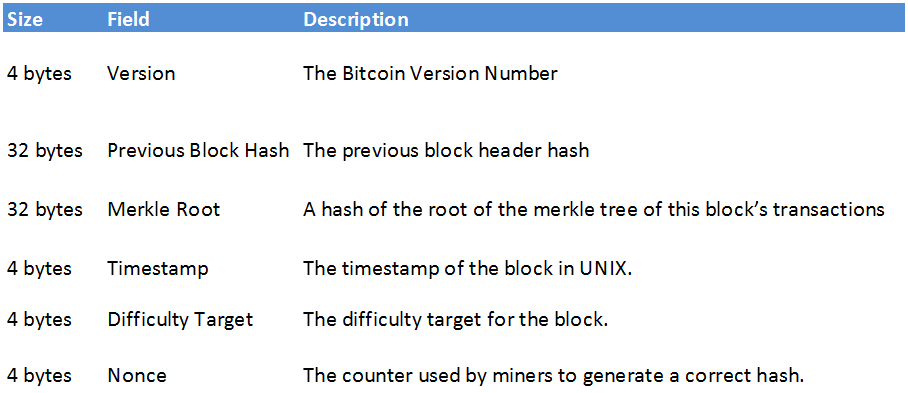 Size Field Description
4 bytes Version The Bitcoin Version Number
32 bytes Previous Block Hash The previous block header hash
32 bytes Merkle Root A hash of the root of the merkle tree of this block’s transactions
4 bytes Timestamp The timestamp of the block in UNIX.
4 bytes Difficulty Target The difficulty target for the block.
4 bytes Nonce The counter used by miners to generate a correct hash.